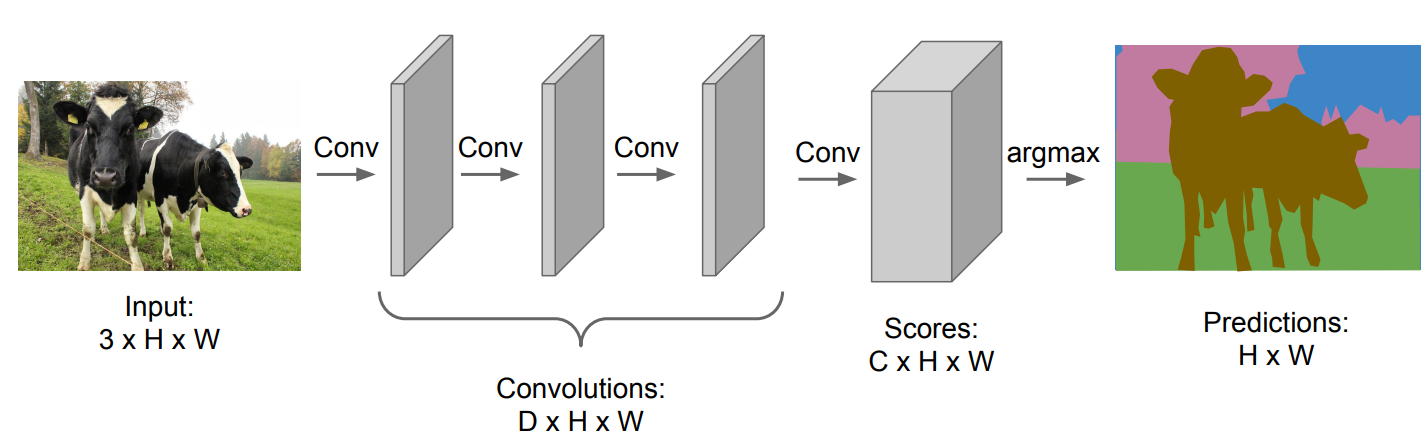 Conv
Conv
Conv
Conv
argmax
Input:
3 x H x W
Convolutions:
D x H x W
Scores:
C x H x W
Predictions:
H x W